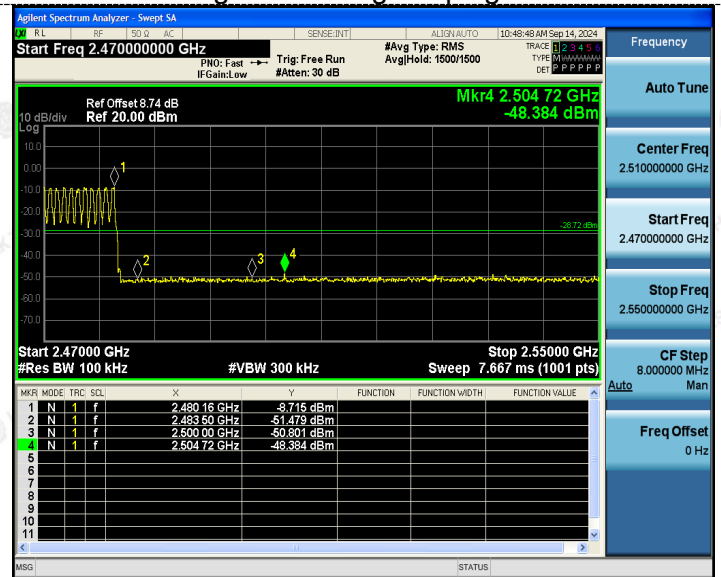 Agilent Spectrum Analyzer - Swept SA
RL RF 50 Ω AC SENSE:INT ALIGN AUTO 10:48:48 AM Sep 14, 2024
Start Freq 2.470000000 GHz
PNO: Fast
IFGain:Low
Trig: Free Run
#Atten: 30 dB
#Avg Type: RMS
Avg|Hold: 1500/1500
TRACE 1 2 3 4 5 6
TYPE M
DET P P P P P P
Frequency
Auto Tune
Center Freq
2.510000000 GHz
Start Freq
2.470000000 GHz
Stop Freq
2.550000000 GHz
CF Step
8.000000 MHz
Auto Man
Freq Offset
0 Hz
Mkr4 2.504 72 GHz
-48.384 dBm
Ref Offset 8.74 dB
10 dB/div Ref 20.00 dBm
Log
10.0
0.00
-10.0
-20.0
-30.0
-40.0
-50.0
-60.0
-70.0
1
2
3
4
-28.72 dBm
Start 2.47000 GHz Stop 2.55000 GHz
#Res BW 100 kHz #VBW 300 kHz Sweep 7.667 ms (1001 pts)
MKR MODE TRC SCL X Y FUNCTION FUNCTION WIDTH FUNCTION VALUE
1 N 1 f 2.480 16 GHz -8.715 dBm
2 N 1 f 2.483 50 GHz -51.479 dBm
3 N 1 f 2.500 00 GHz -50.801 dBm
4 N 1 f 2.504 72 GHz -48.384 dBm
5
6
7
8
9
10
11
MSG STATUS